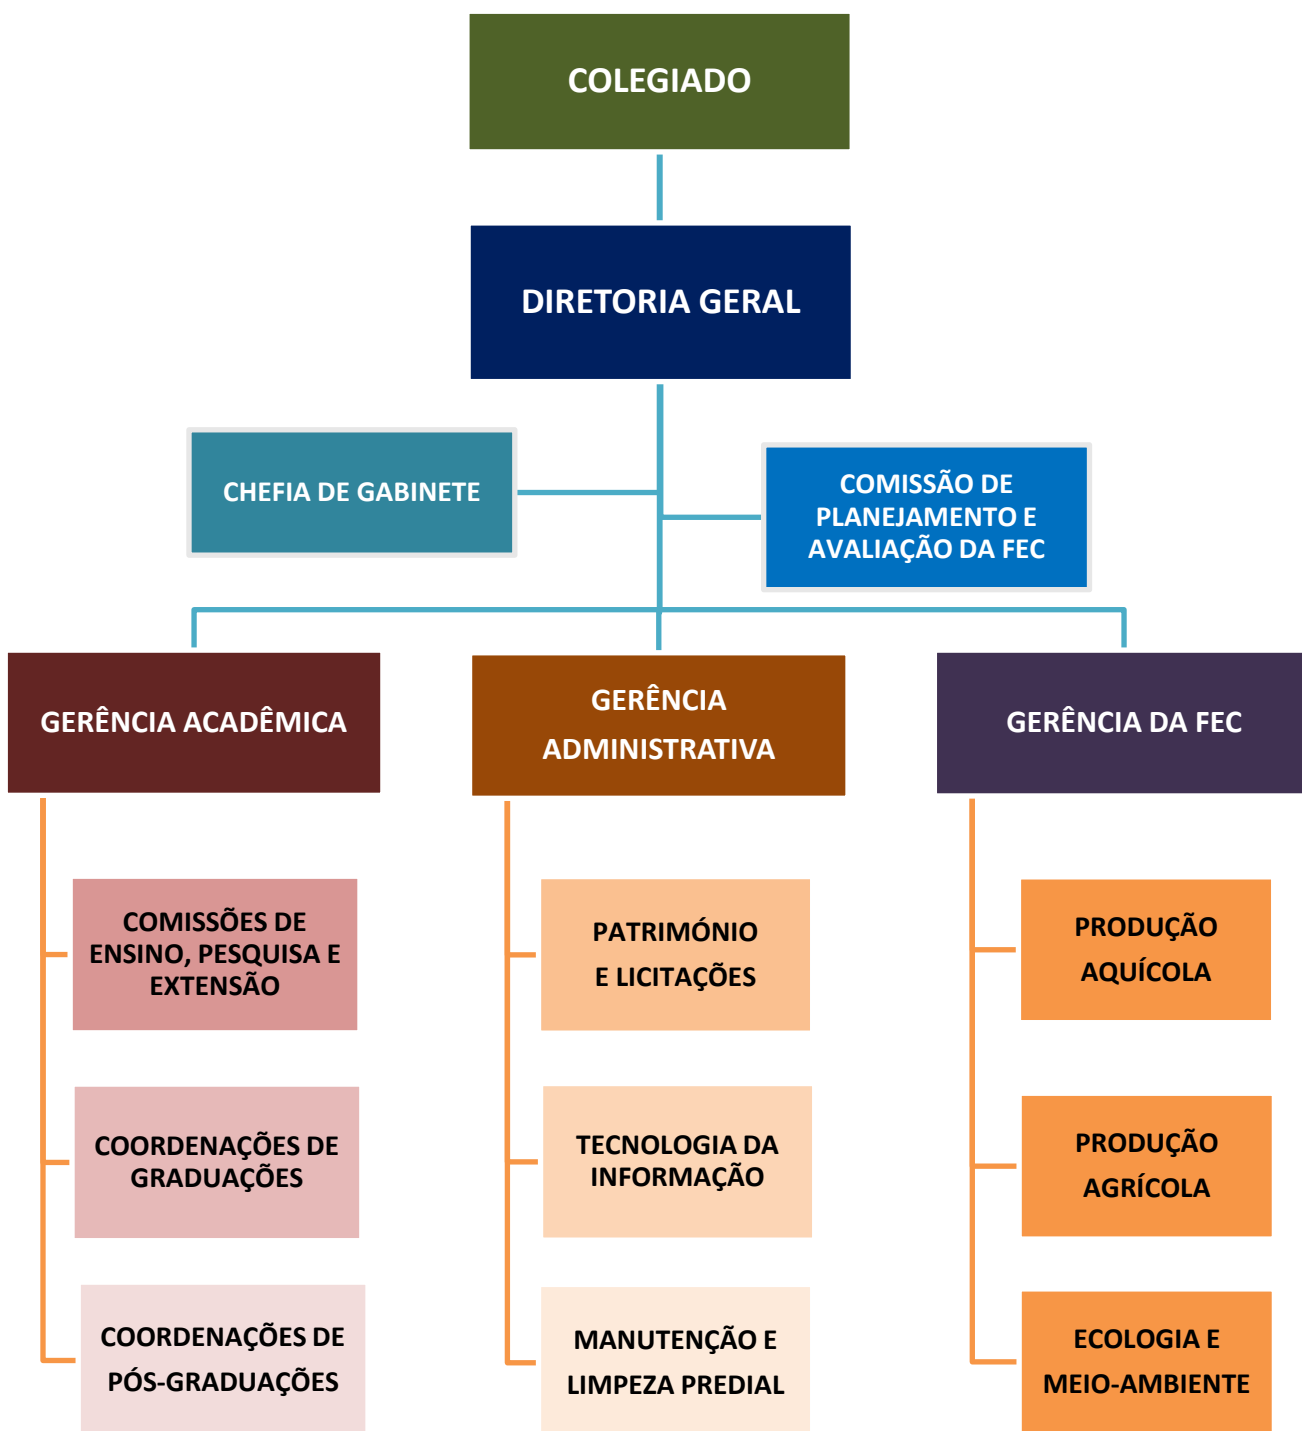 COLEGIADO
DIRETORIA GERAL
CHEFIA DE GABINETE
COMISSÃO DE
PLANEJAMENTO E
AVALIAÇÃO DA FEC
GERÊNCIA ACADÊMICA
GERÊNCIA
ADMINISTRATIVA
GERÊNCIA DA FEC
COMISSÕES DE
ENSINO, PESQUISA E
EXTENSÃO
PATRIMÓNIO
E LICITAÇÕES
PRODUÇÃO
AQUÍCOLA
COORDENAÇÕES DE
GRADUAÇÕES
TECNOLOGIA DA
INFORMAÇÃO
PRODUÇÃO
AGRÍCOLA
COORDENAÇÕES DE
PÓS-GRADUAÇÕES
MANUTENÇÃO E
LIMPEZA PREDIAL
ECOLOGIA E
MEIO-AMBIENTE